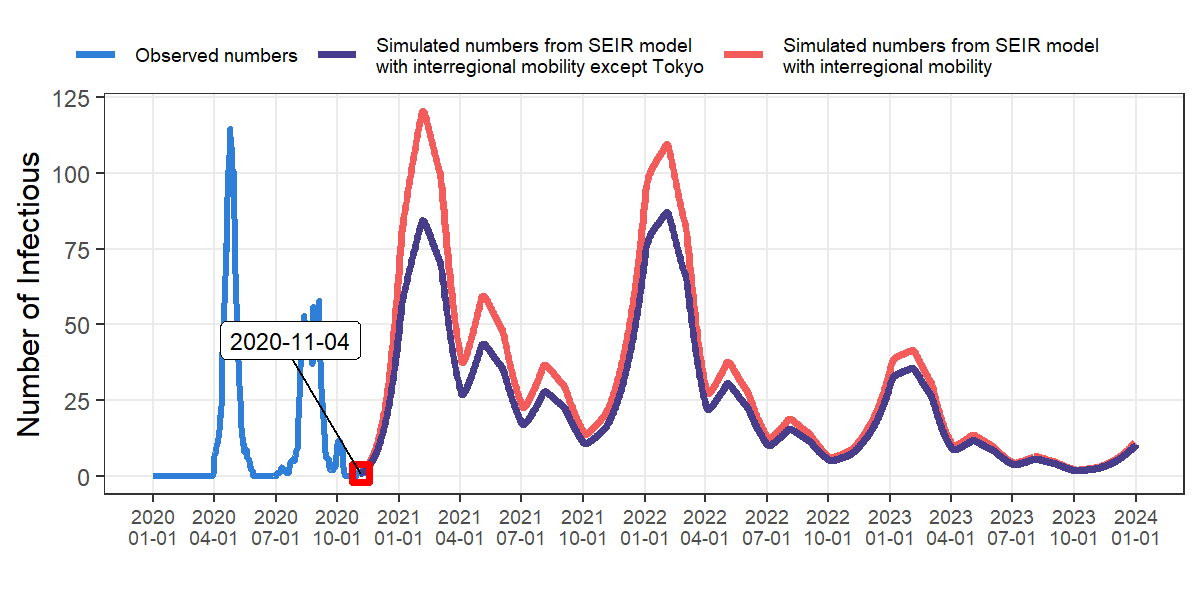 Observed numbers
Simulated numbers from SEIR model
with interregional mobility except Tokyo
Simulated numbers from SEIR model
with interregional mobility
Number of Infectious
125
100
75
50
25
0
2020-11-04
2020 2020 2020 2020 2021 2021 2021 2021 2022 2022 2022 2022 2023 2023 2023 2023 2024
01-01 04-01 07-01 10-01 01-01 04-01 07-01 10-01 01-01 04-01 07-01 10-01 01-01 04-01 07-01 10-01 01-01